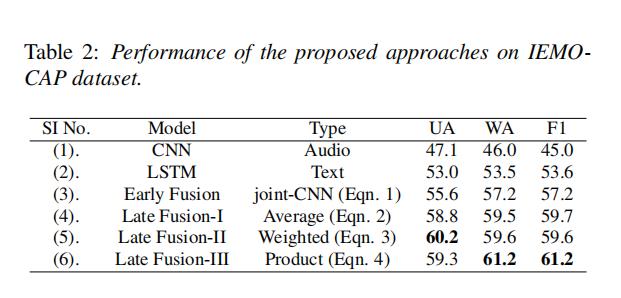 Table 2: Performance of the proposed approaches on IEMO-
CAP dataset.
SI No. Model Type UA WA F1
(1). CNN Audio 47.1 46.0 45.0
(2). LSTM Text 53.0 53.5 53.6
(3). Early Fusion joint-CNN (Eqn. 1) 55.6 57.2 57.2
(4). Late Fusion-I Average (Eqn. 2) 58.8 59.5 59.7
(5). Late Fusion-II Weighted (Eqn. 3) 60.2 59.6 59.6
(6). Late Fusion-III Product (Eqn. 4) 59.3 61.2 61.2